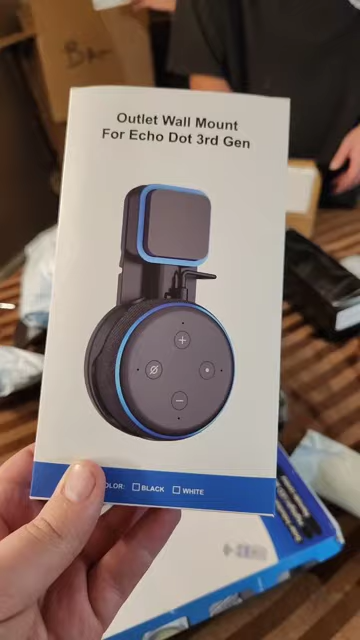 Outlet Wall Mount
For Echo Dot 3rd Gen
OLOR: ☐ BLACK ☐ WHITE